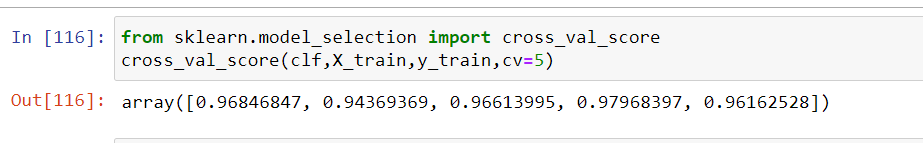 In [116]: from sklearn.model_selection import cross_val_score
cross_val_score(clf,X_train,y_train,cv=5)
Out[116]: array([0.96846847, 0.94369369, 0.96613995, 0.97968397, 0.96162528])